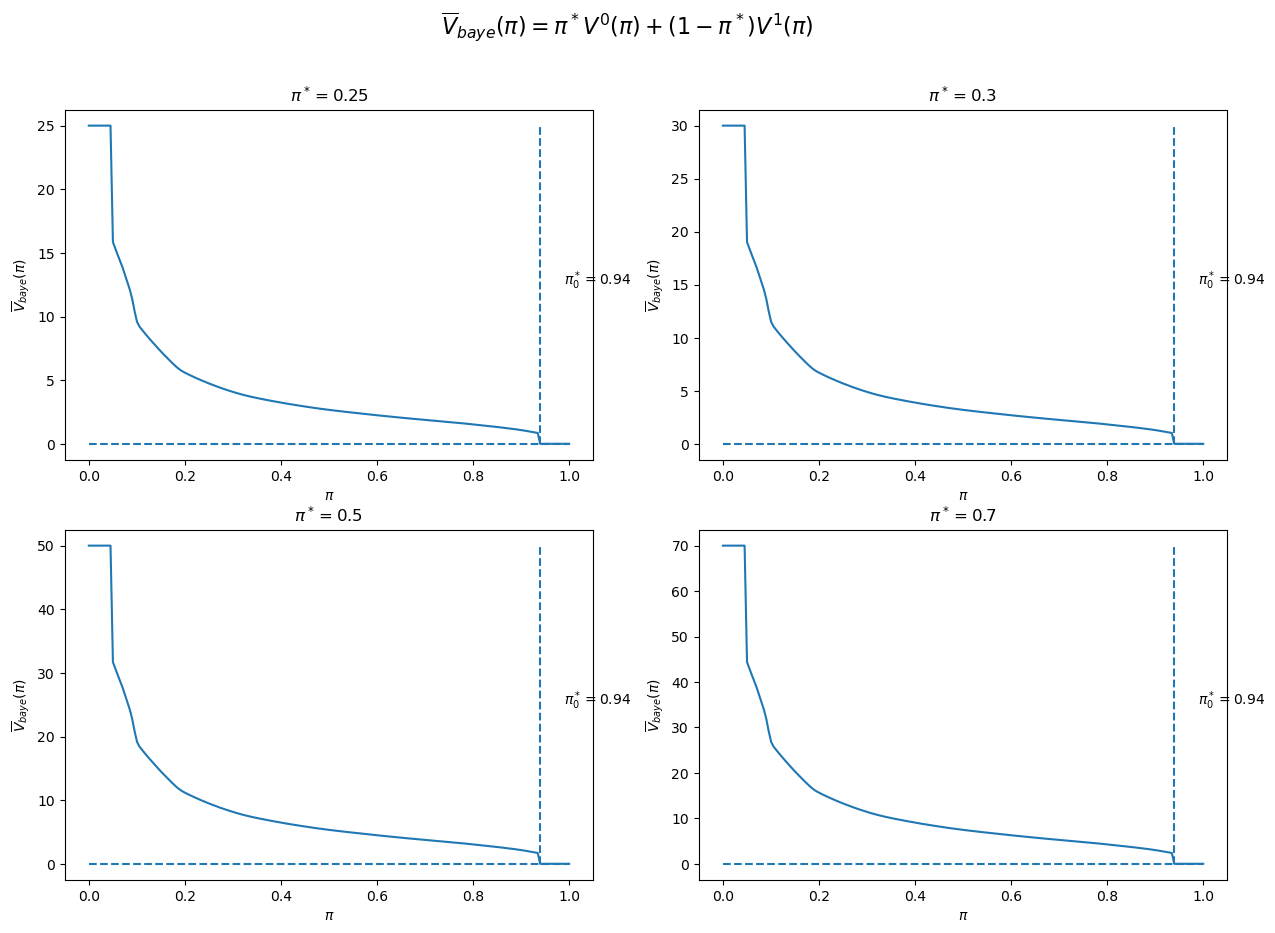 $\overline{V}_{baye}(\pi) = \pi^* V^0(\pi) + (1 - \pi^*)V^1(\pi)$
$\pi^* = 0.25$
25
20
15
10
5
0
$\overline{V}_{baye}(\pi)$
$\pi_0^* = 0.94$
0.0 0.2 0.4 0.6 0.8 1.0
$\pi$
$\pi^* = 0.3$
30
25
20
15
10
5
0
$\overline{V}_{baye}(\pi)$
$\pi_0^* = 0.94$
0.0 0.2 0.4 0.6 0.8 1.0
$\pi$
$\pi^* = 0.5$
50
40
30
20
10
0
$\overline{V}_{baye}(\pi)$
$\pi_0^* = 0.94$
0.0 0.2 0.4 0.6 0.8 1.0
$\pi$
$\pi^* = 0.7$
70
60
50
40
30
20
10
0
$\overline{V}_{baye}(\pi)$
$\pi_0^* = 0.94$
0.0 0.2 0.4 0.6 0.8 1.0
$\pi$